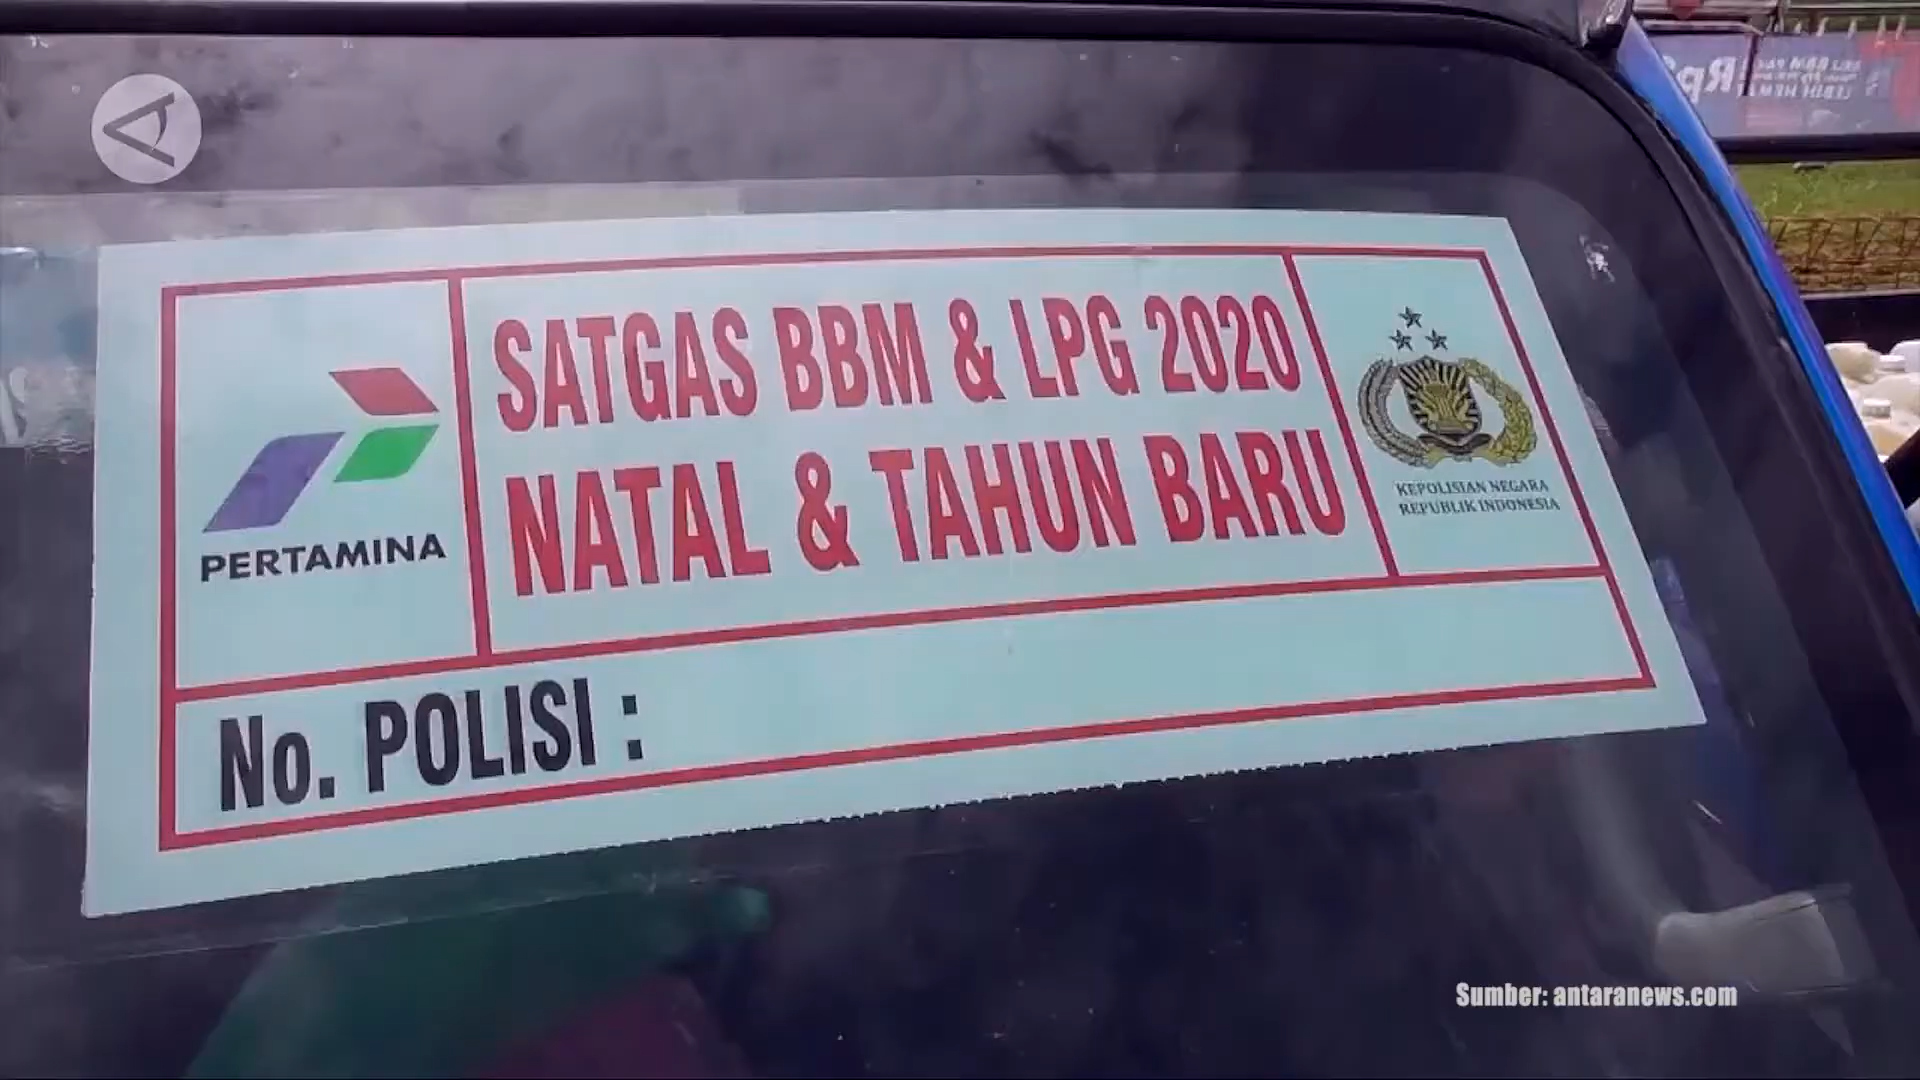 SATGAS BBM & LPG 2020
NATAL & TAHUN BARU
PERTAMINA
KEPOLISIAN NEGARA
REPUBLIK INDONESIA
No. POLISI :
Sumber: antaranews.com